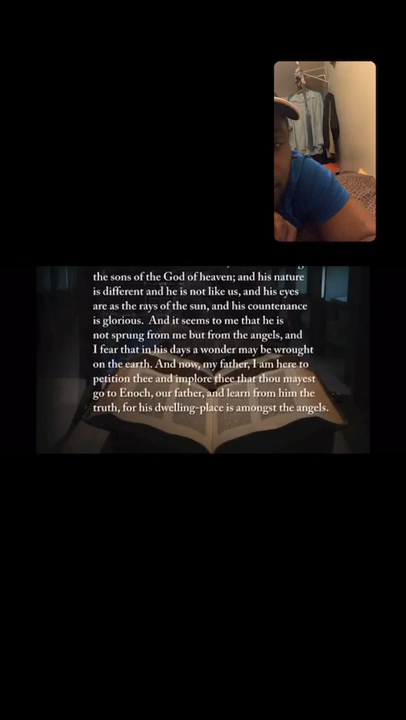 the sons of the God of heaven; and his nature
is different and he is not like us, and his eyes
are as the rays of the sun, and his countenance
is glorious. And it seems to me that he is
not sprung from me but from the angels, and
I fear that in his days a wonder may be wrought
on the earth. And now, my father, I am here to
petition thee and implore thee that thou mayest
go to Enoch, our father, and learn from him the
truth, for his dwelling-place is amongst the angels.